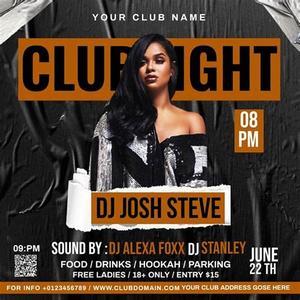 YOUR CLUB NAME
CLUB IGHT
08
PM
DJ JOSH STEVE
09:PM
SOUND BY : DJ ALEXA FOXX DJ STANLEY
FOOD / DRINKS / HOOKAH / PARKING
FREE LADIES / 18+ ONLY / ENTRY $15
JUNE
22 TH
FOR INFO +0123456789 / WWW.CLUBDOMAIN.COM YOUR CLUB ADDRESS GOSE HERE